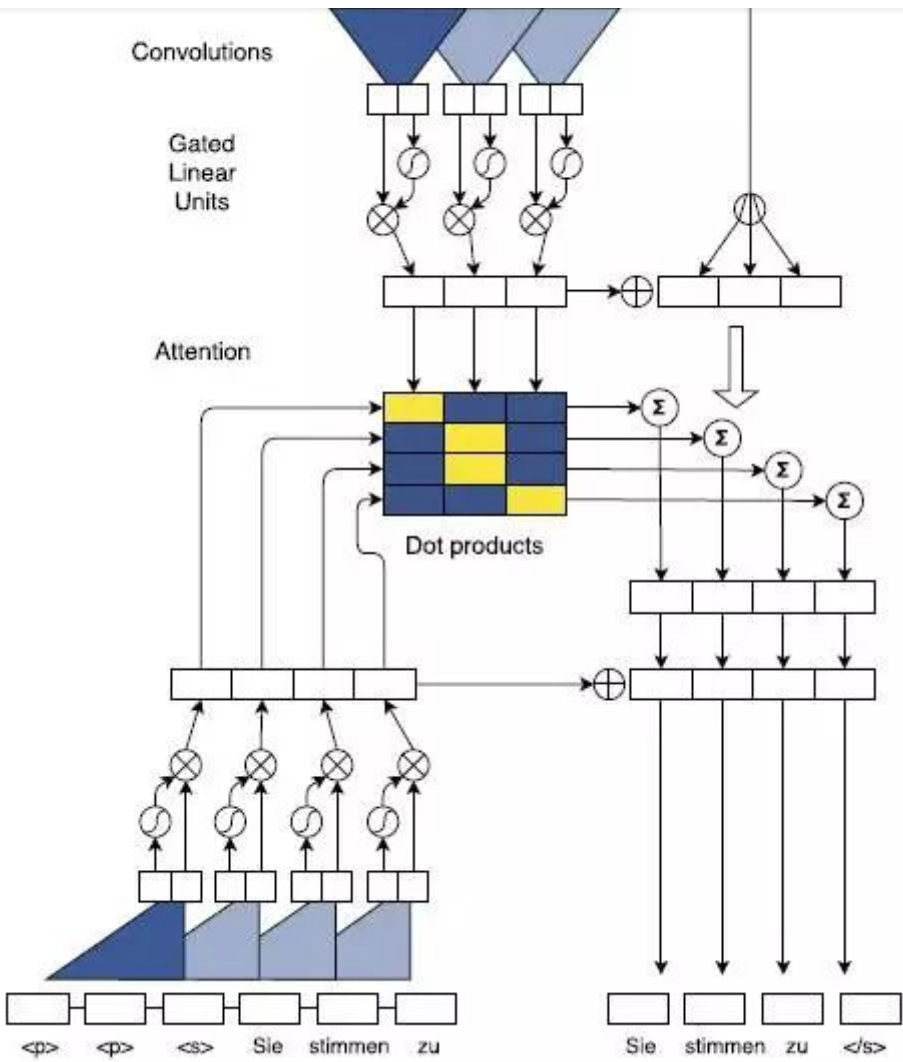 Convolutions
Gated
Linear
Units
Attention
Σ
Σ
Σ
Σ
Dot products
<p> <p> <s> Sie stimmen zu
Sie stimmen zu </s>